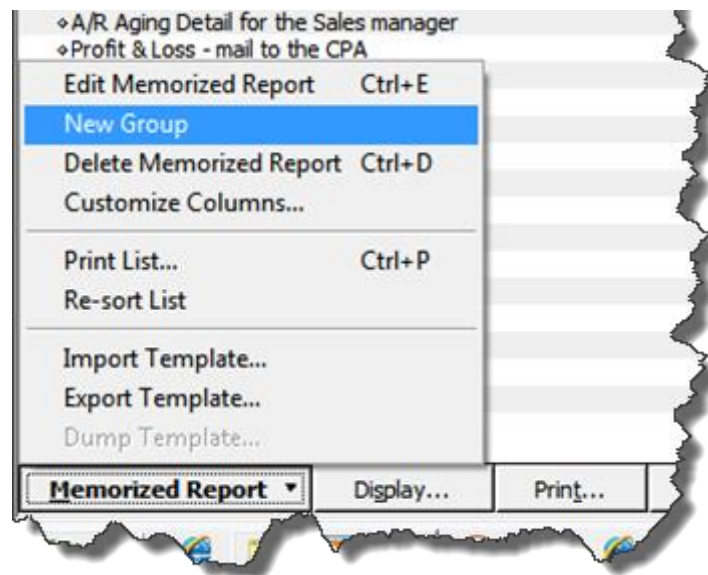 ⋄A/R Aging Detail for the Sales manager
⋄Profit & Loss - mail to the CPA
Edit Memorized Report Ctrl+E
New Group
Delete Memorized Report Ctrl+D
Customize Columns...
Print List... Ctrl+P
Re-sort List
Import Template...
Export Template...
Dump Template...
Memorized Report ▼ Display... Print...